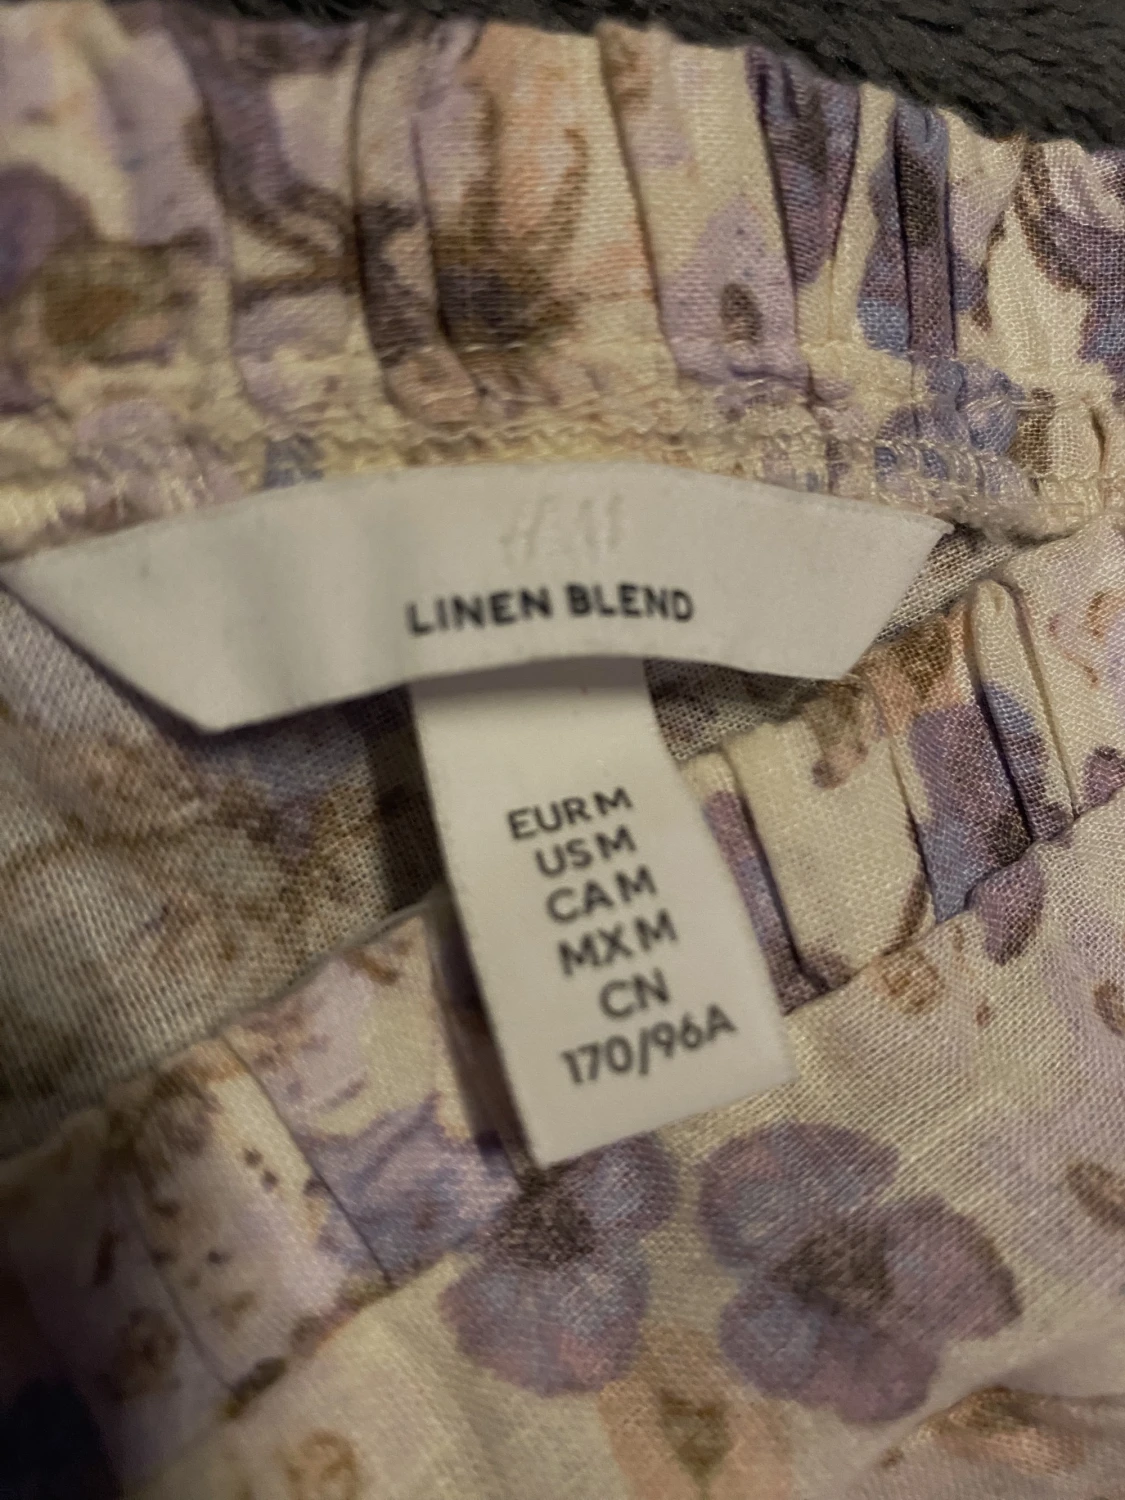 H&M
LINEN BLEND
EUR M
US M
CA M
MX M
CN
170/96A